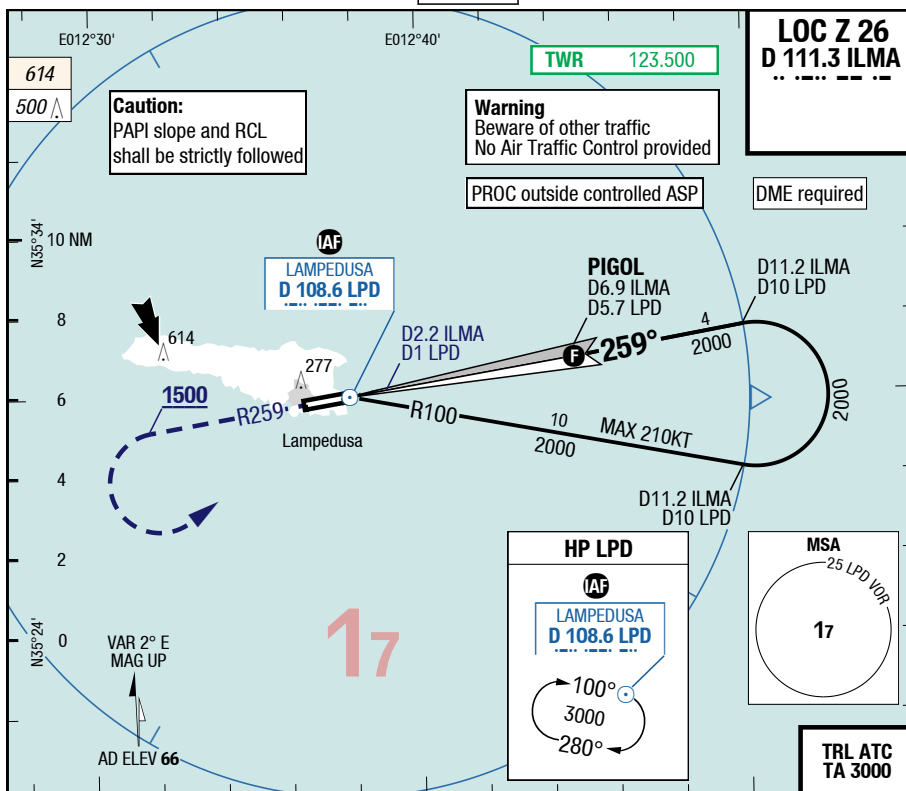 E012°30'
E012°40'
LOC Z 26
D 111.3 ILMA
TWR 123.500
614
500
Caution:
PAPI slope and RCL
shall be strictly followed
Warning
Beware of other traffic
No Air Traffic Control provided
PROC outside controlled ASP
DME required
N35°34'
10 NM
IAF
LAMPEDUSA
D 108.6 LPD
PIGOL
D6.9 ILMA
D5.7 LPD
D11.2 ILMA
D10 LPD
8
614
D2.2 ILMA
D1 LPD
F
259°
4
2000
277
1500
6
R259
R100
10
2000
MAX 210KT
2000
Lampedusa
4
D11.2 ILMA
D10 LPD
2
HP LPD
IAF
LAMPEDUSA
D 108.6 LPD
100°
3000
280°
MSA
25 LPD VOR
17
N35°24'
0
17
VAR 2° E
MAG UP
AD ELEV 66
TRL ATC
TA 3000